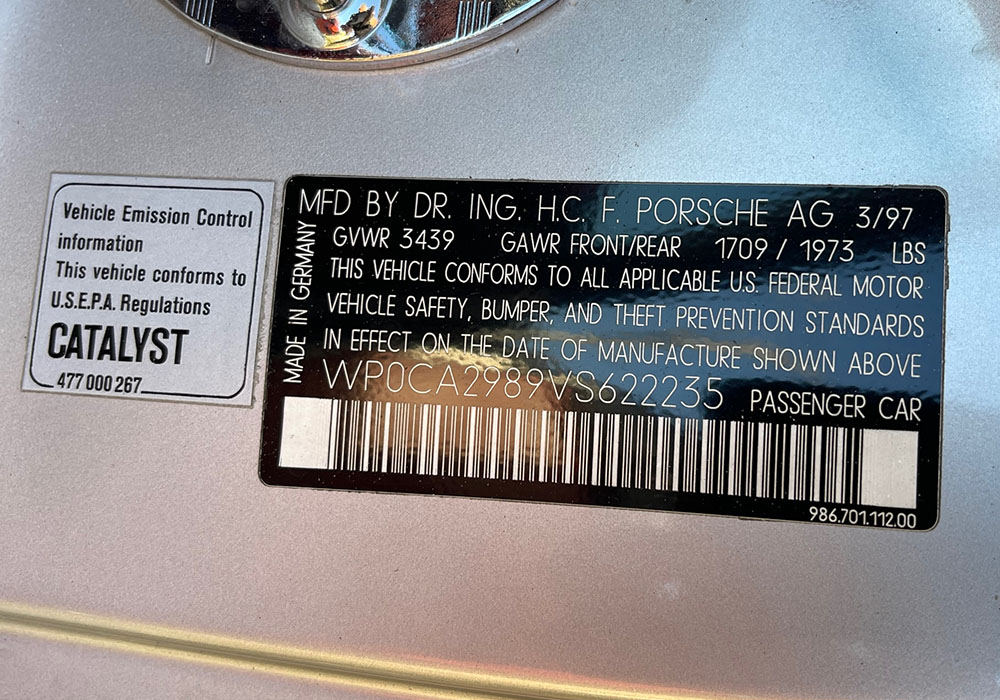 Vehicle Emission Control
information
This vehicle conforms to
U.S.E.P.A. Regulations
CATALYST
477 000 267
MADE IN GERMANY
MFD BY DR. ING. H.C. F. PORSCHE AG 3/97
GVWR 3439 GAWR FRONT/REAR 1709 / 1973 LBS
THIS VEHICLE CONFORMS TO ALL APPLICABLE U.S. FEDERAL MOTOR
VEHICLE SAFETY, BUMPER, AND THEFT PREVENTION STANDARDS
IN EFFECT ON THE DATE OF MANUFACTURE SHOWN ABOVE
WP0CA2989VS622235 PASSENGER CAR
986.701.112.00